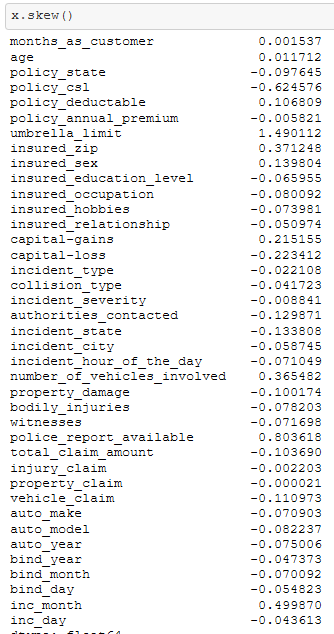 x.skew()
months_as_customer 0.001537
age 0.011712
policy_state -0.097645
policy_csl -0.624576
policy_deductable 0.106809
policy_annual_premium -0.005821
umbrella_limit 1.490112
insured_zip 0.371248
insured_sex 0.139804
insured_education_level -0.065955
insured_occupation -0.080092
insured_hobbies -0.073981
insured_relationship -0.050974
capital-gains 0.215155
capital-loss -0.223412
incident_type -0.022108
collision_type -0.041723
incident_severity -0.008841
authorities_contacted -0.129871
incident_state -0.133808
incident_city -0.058745
incident_hour_of_the_day -0.071049
number_of_vehicles_involved 0.365482
property_damage -0.100174
bodily_injuries -0.078203
witnesses -0.071698
police_report_available 0.803618
total_claim_amount -0.103690
injury_claim -0.002203
property_claim -0.000021
vehicle_claim -0.110973
auto_make -0.070903
auto_model -0.082237
auto_year -0.075006
bind_year -0.047373
bind_month -0.070092
bind_day -0.054823
inc_month 0.499870
inc_day -0.043613